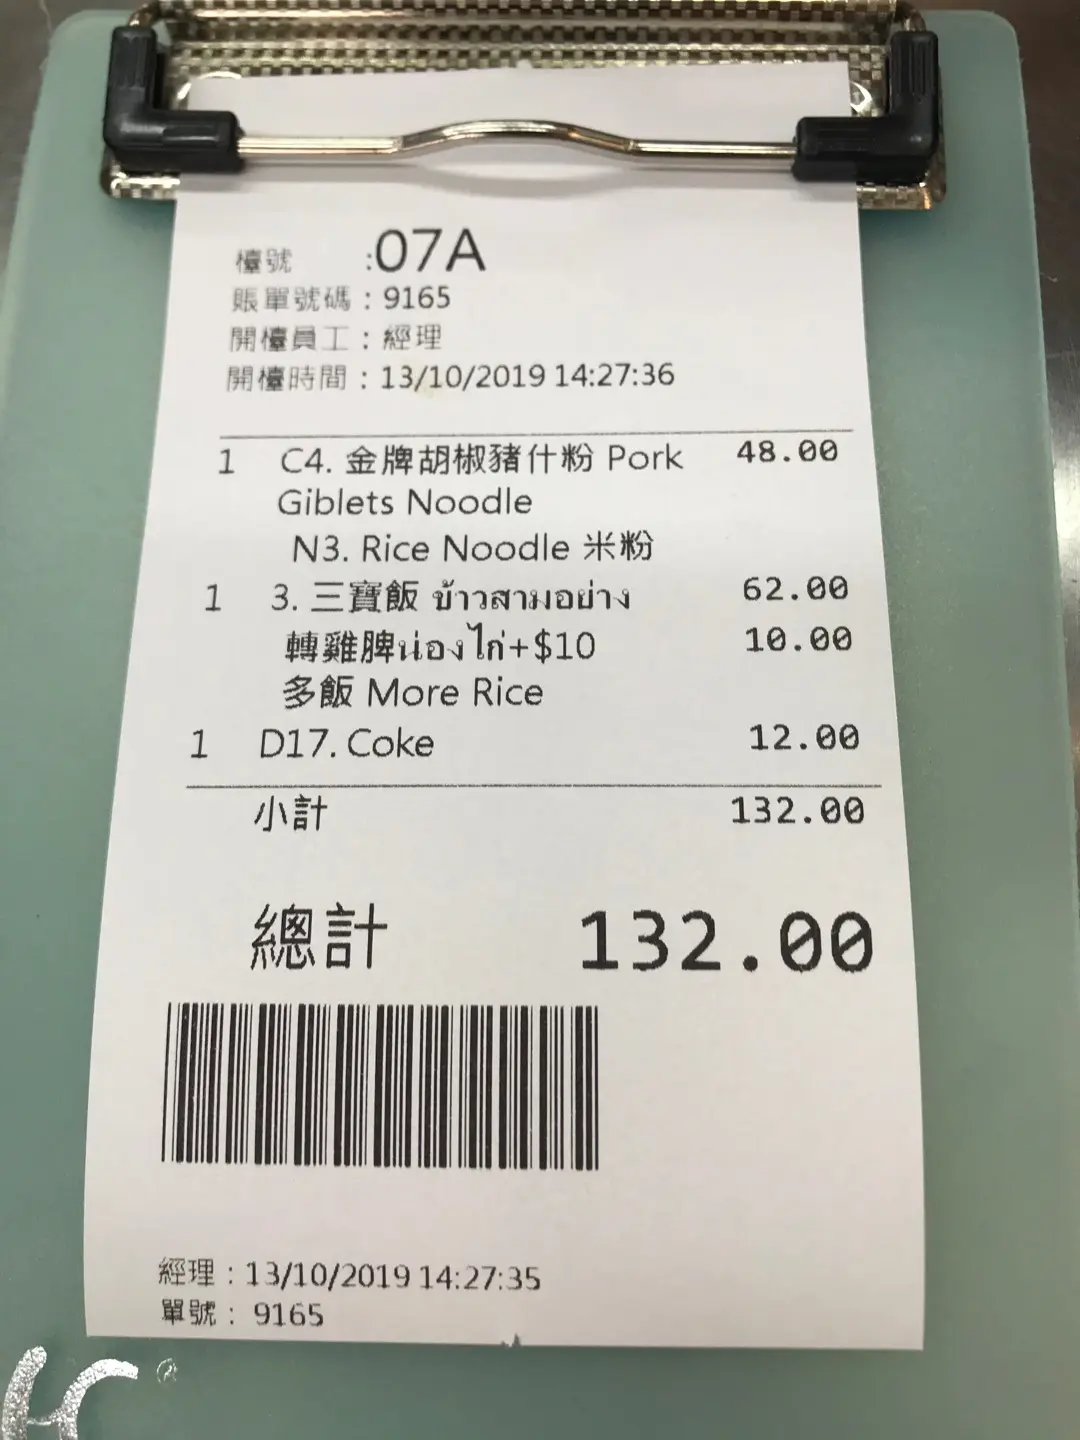 檯號 :07A
賬單號碼：9165
開檯員工：經理
開檯時間：13/10/2019 14:27:36
1 C4. 金牌胡椒豬什粉 Pork 48.00
Giblets Noodle
N3. Rice Noodle 米粉
1 3. 三寶飯 ข้าวสามอย่าง 62.00
轉雞脾น่องไก่+$10 10.00
多飯 More Rice
1 D17. Coke 12.00
小計 132.00
總計 132.00
經理：13/10/2019 14:27:35
單號： 9165
®